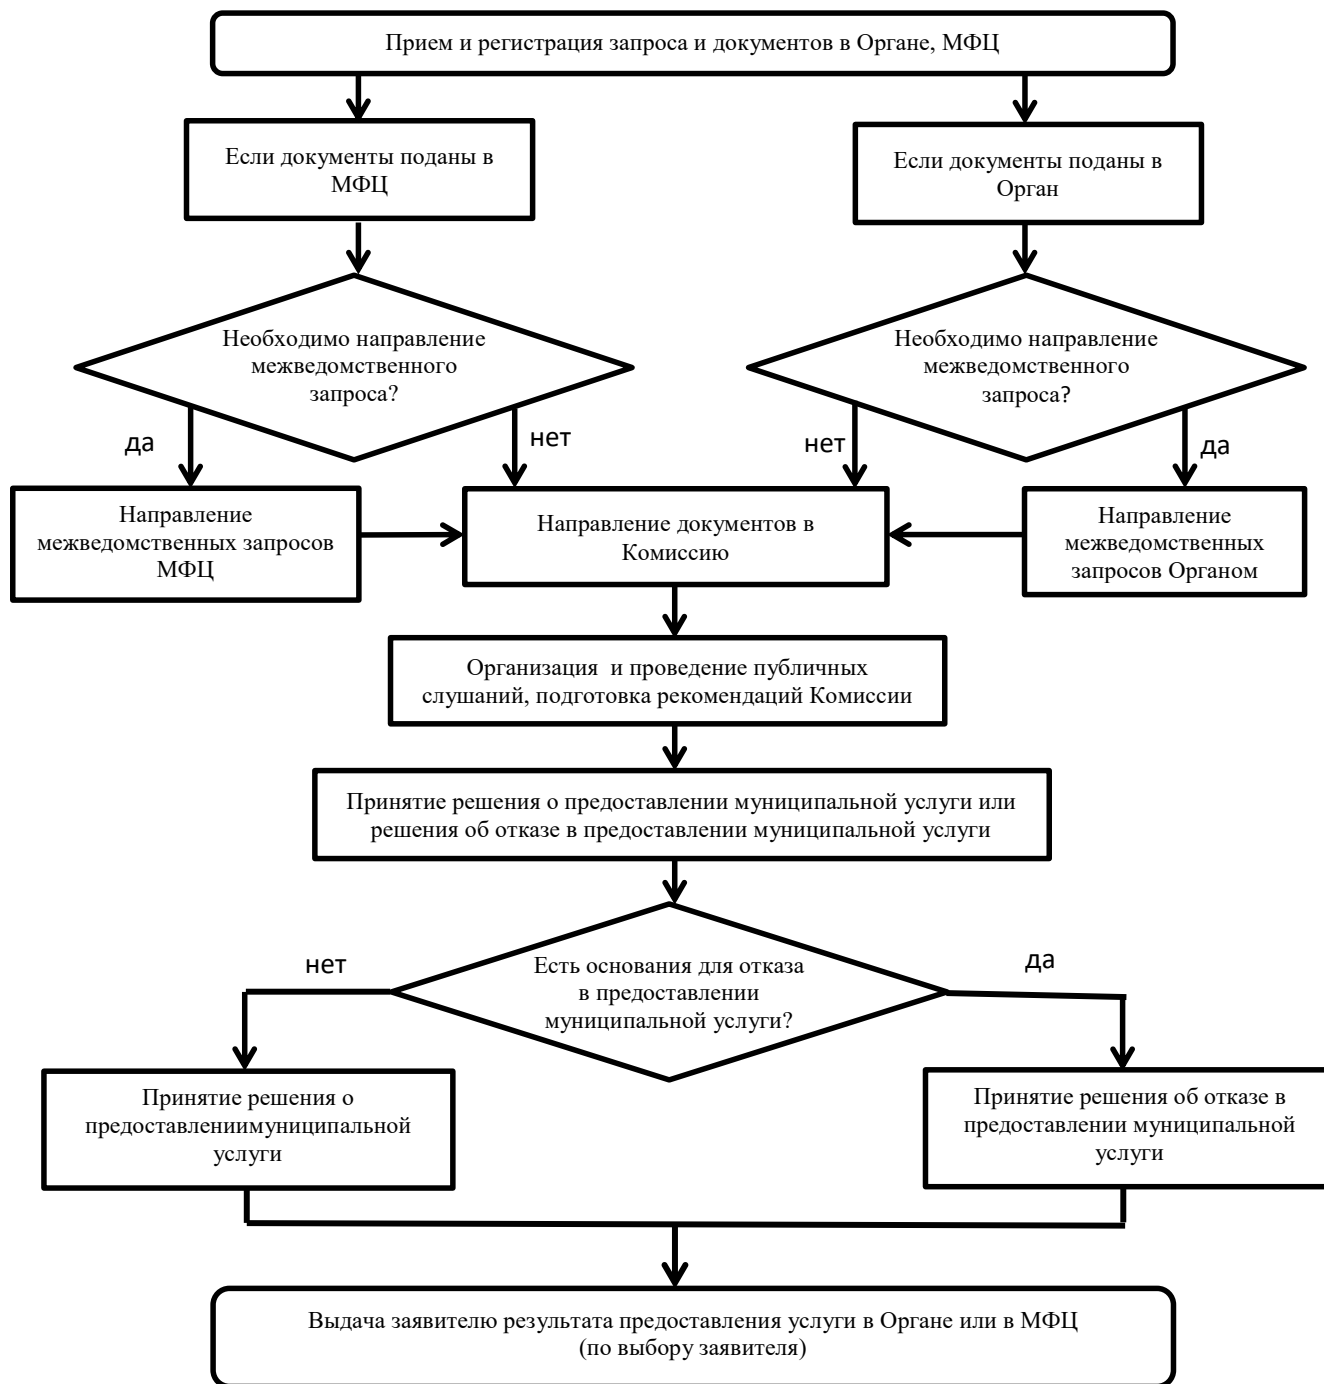 Прием и регистрация запроса и документов в Органе, МФЦ
Если документы поданы в
МФЦ
Если документы поданы в
Орган
Необходимо направление
межведомственного
запроса?
Необходимо направление
межведомственного
запроса?
да
нет
нет
да
Направление
межведомственных запросов
МФЦ
Направление документов в
Комиссию
Направление
межведомственных
запросов Органом
Организация и проведение публичных
слушаний, подготовка рекомендаций Комиссии
Принятие решения о предоставлении муниципальной услуги или
решения об отказе в предоставлении муниципальной услуги
Есть основания для отказа
в предоставлении
муниципальной услуги?
нет
да
Принятие решения о
предоставлениимуниципальной
услуги
Принятие решения об отказе в
предоставлении муниципальной
услуги
Выдача заявителю результата предоставления услуги в Органе или в МФЦ
(по выбору заявителя)